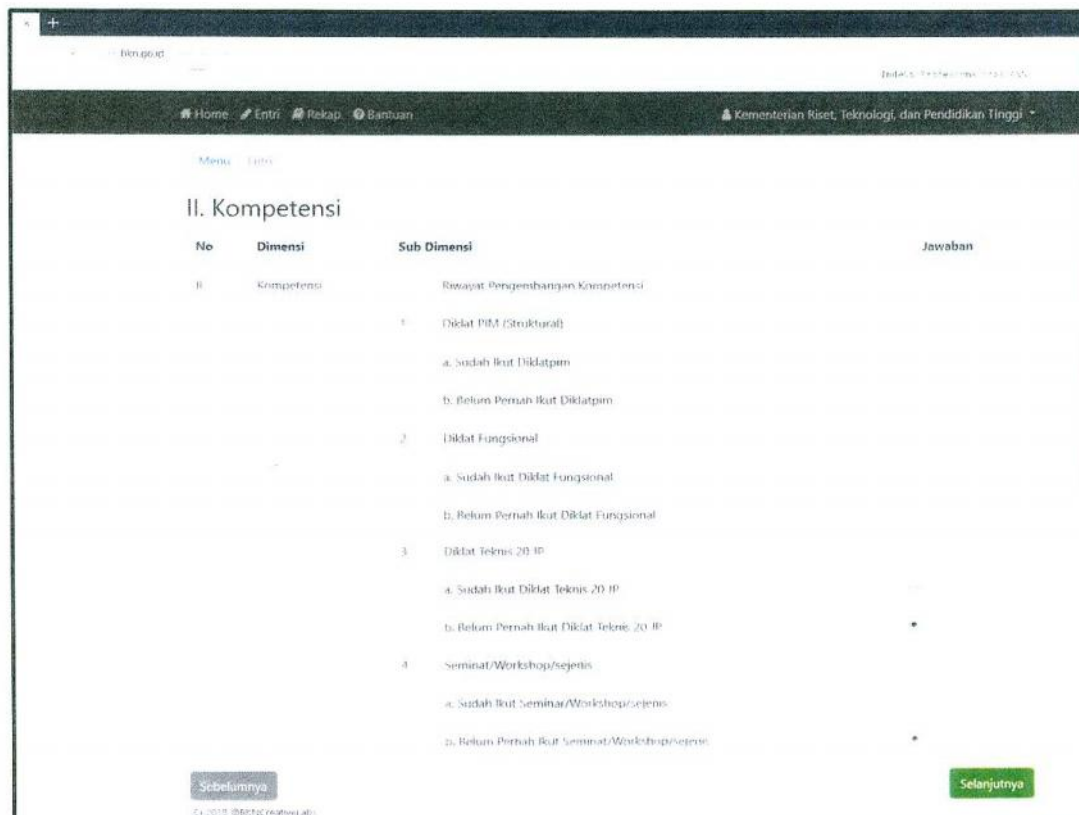 bkn.go.id
Home Entri Rekap Bantuan Kementerian Riset, Teknologi, dan Pendidikan Tinggi
Menu Entri
II. Kompetensi
No Dimensi Sub Dimensi Jawaban
II Kompetensi Riwayat Pengembangan Kompetensi
1 Diklat PIM (Struktural)
a. Sudah Ikut Diklatpim
b. Belum Pernah Ikut Diklatpim
2 Diklat Fungsional
a. Sudah Ikut Diklat Fungsional
b. Belum Pernah Ikut Diklat Fungsional
3 Diklat Teknis 20 JP
a. Sudah Ikut Diklat Teknis 20 JP
b. Belum Pernah Ikut Diklat Teknis 20 JP
4 Seminat/Workshop/sejenis
a. Sudah Ikut Seminar/Workshop/sejenis
b. Belum Pernah Ikut Seminat/Workshop/sejenis
Sebelumnya Selanjutnya